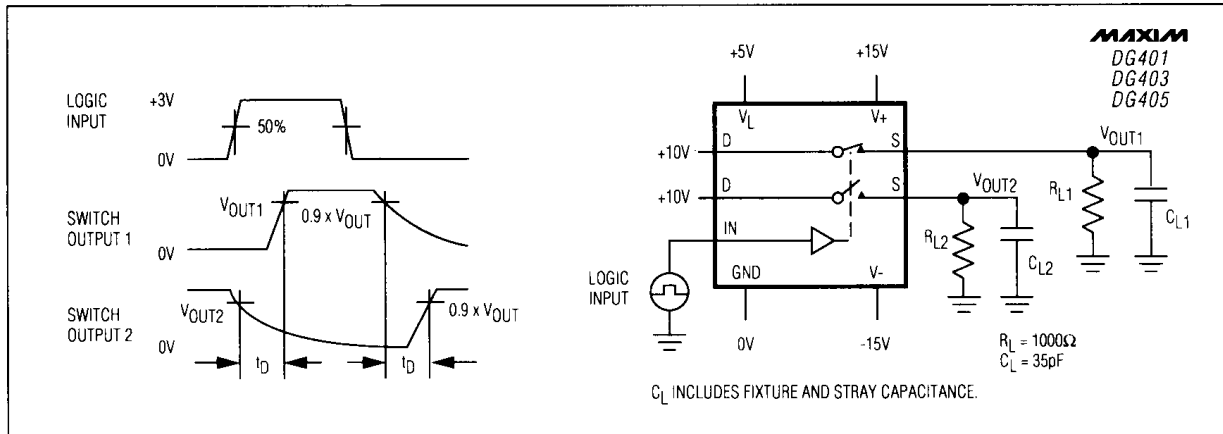 LOGIC
INPUT
+3V
0V
50%
SWITCH
OUTPUT 1
VOUT1
0.9 x VOUT
0V
SWITCH
OUTPUT 2
VOUT2
0.9 x VOUT
0V
tD
tD
MAXIM
DG401
DG403
DG405
+5V
+15V
VL
V+
+10V
D
S
VOUT1
+10V
D
S
VOUT2
IN
RL1
CL1
RL2
CL2
LOGIC
INPUT
GND
V-
0V
-15V
RL = 1000Ω
CL = 35pF
CL INCLUDES FIXTURE AND STRAY CAPACITANCE.